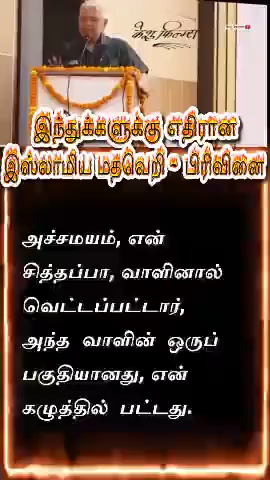 केशव फिल्म्स
இந்துக்களுக்கு எதிரான
இஸ்லாமிய மதவெறி - பிரிவினை
அச்சமயம், என்
சித்தப்பா, வாளினால்
வெட்டப்பட்டார்,
அந்த வாளின் ஒருப்
பகுதியானது, என்
கழுத்தில் பட்டது.